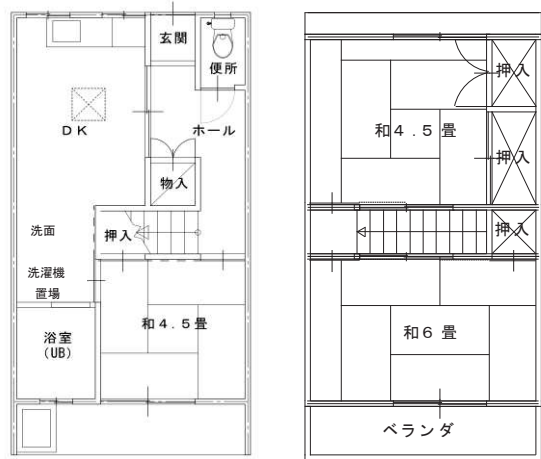 玄関
便所
DK
ホール
物入
洗面
押入
洗濯機
置場
和4.5畳
浴室
(UB)
押入
和4.5畳
押入
押入
和6畳
ベランダ